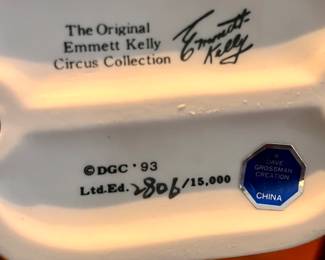 The Original
Emmett Kelly
Circus Collection
Emmett
Kelly
©DGC '93
Ltd.Ed. 2806/15,000
A
DAVE
GROSSMAN
CREATION
CHINA